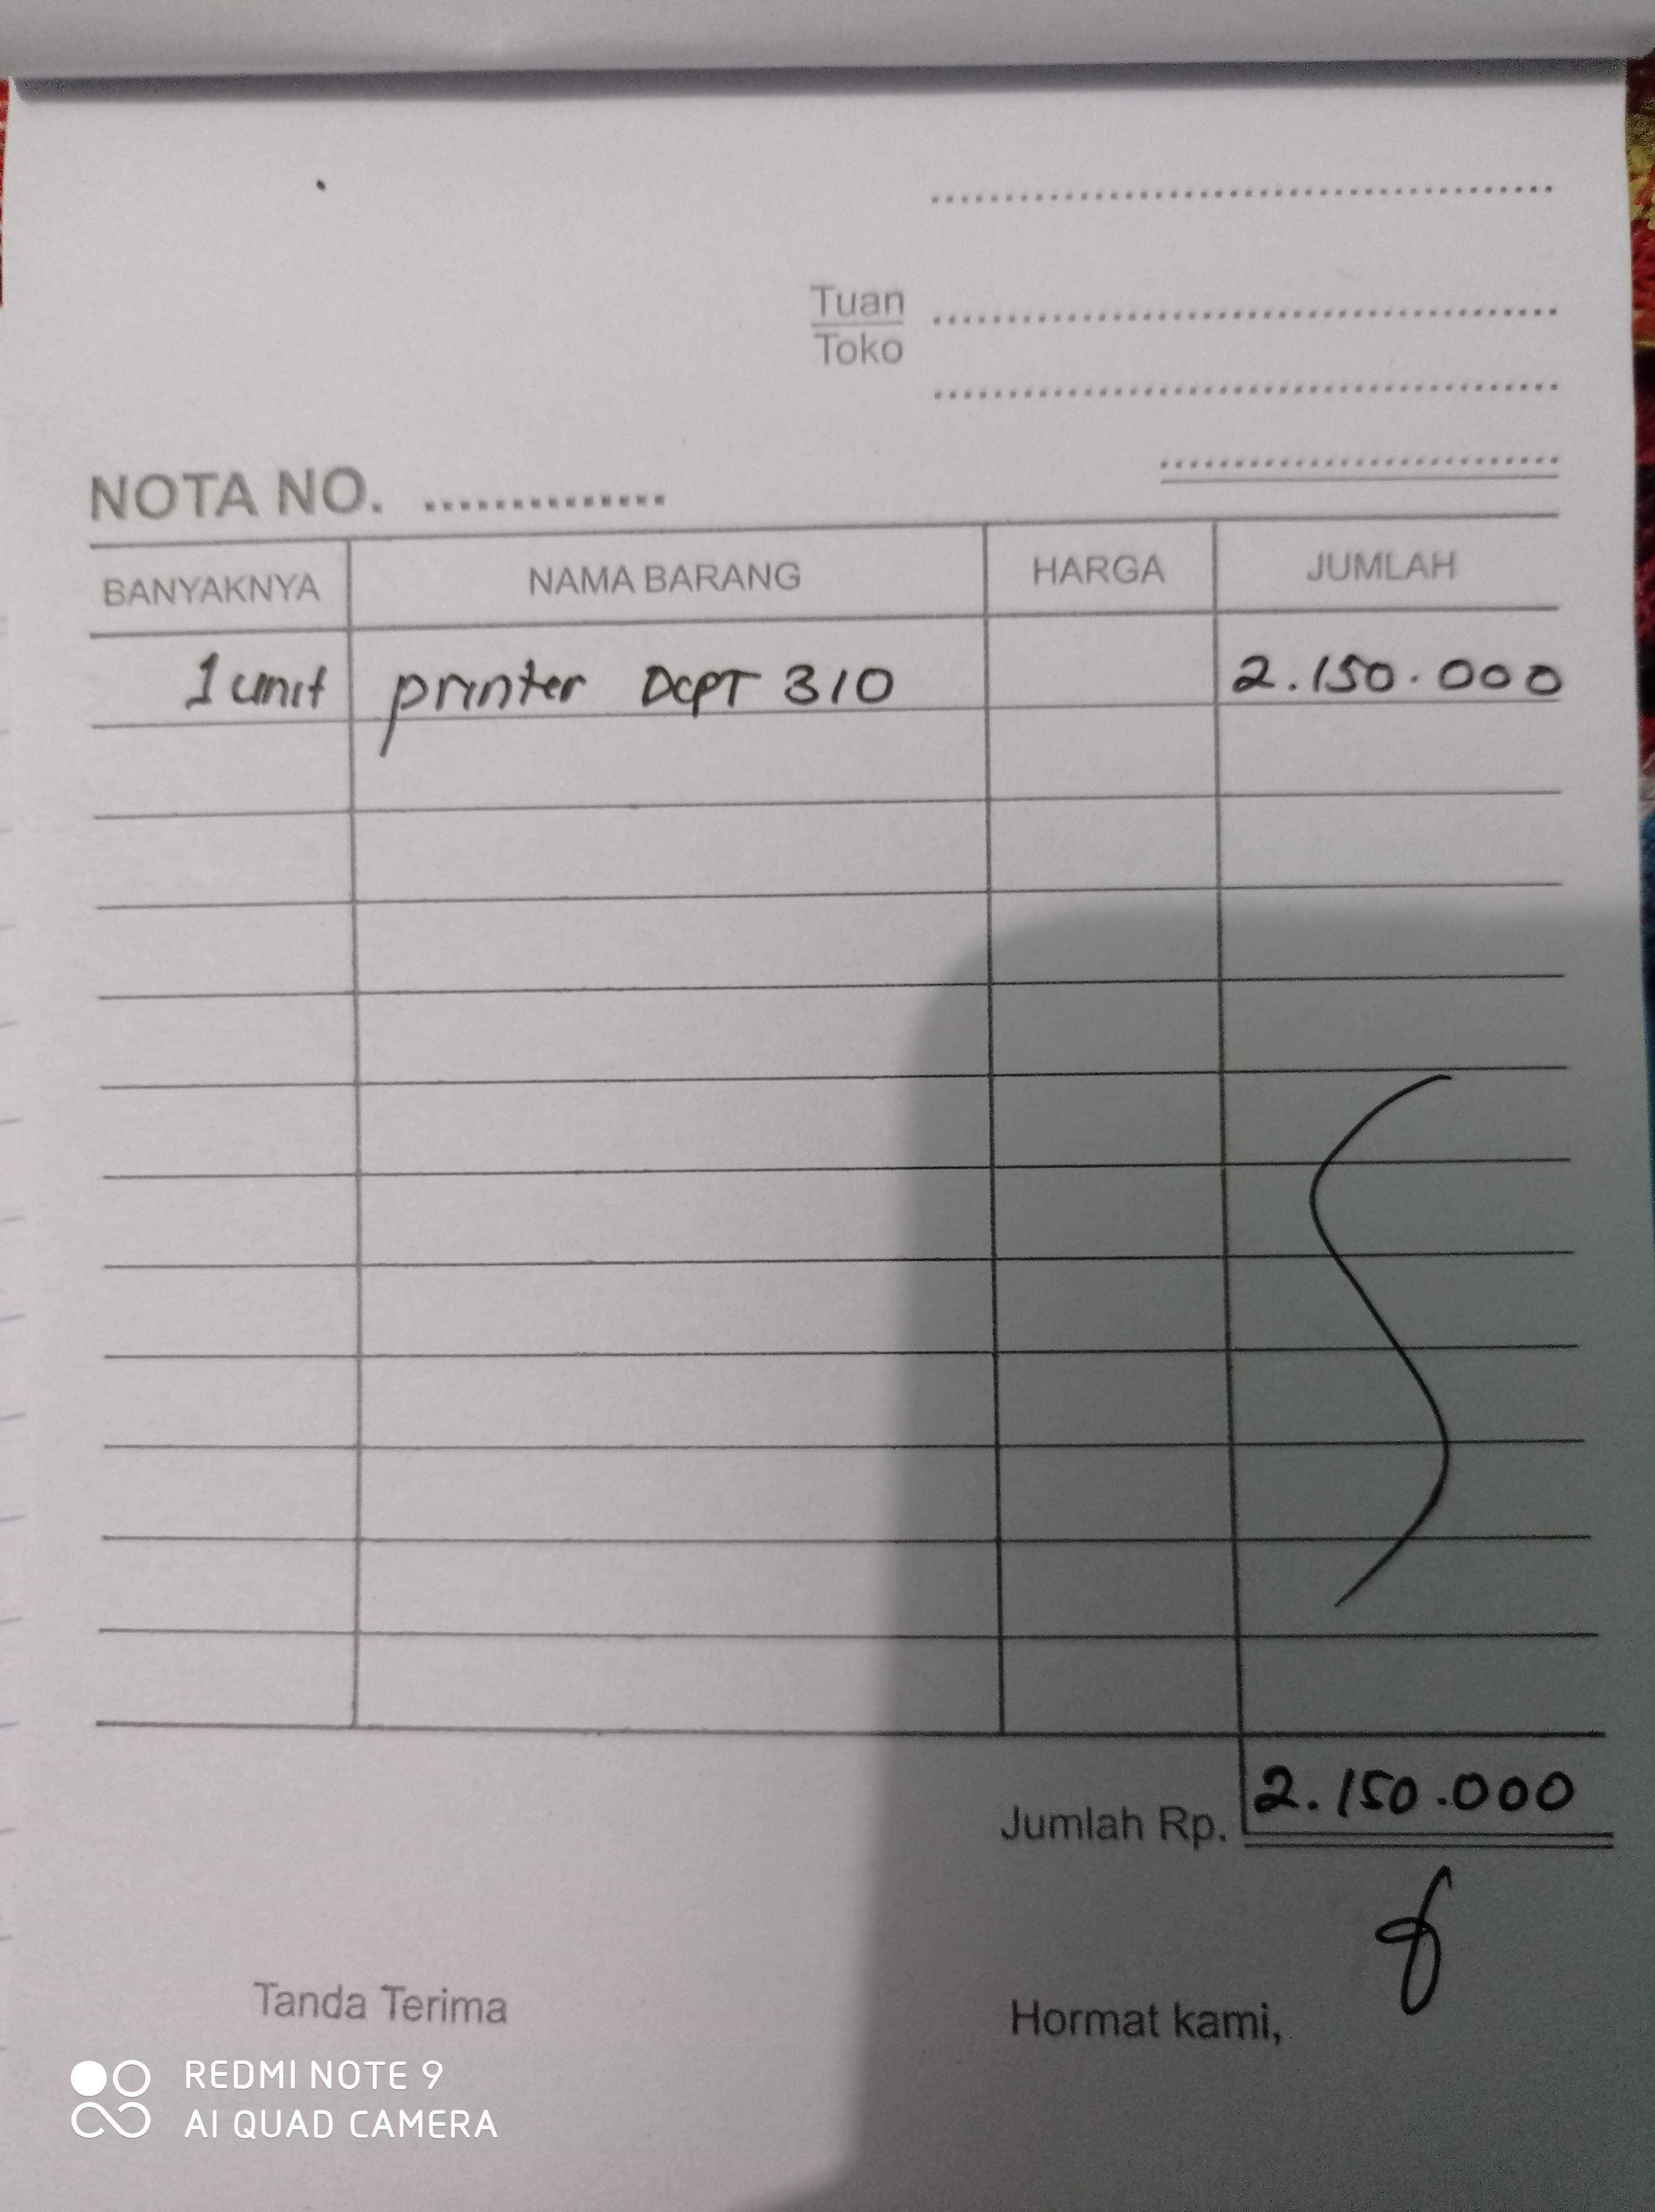 Tuan
Toko
NOTA NO.
BANYAKNYA NAMA BARANG HARGA JUMLAH
1 unit printer DCPT 310 2.150.000
Jumlah Rp. 2.150.000
Tanda Terima Hormat kami,
REDMI NOTE 9
AI QUAD CAMERA